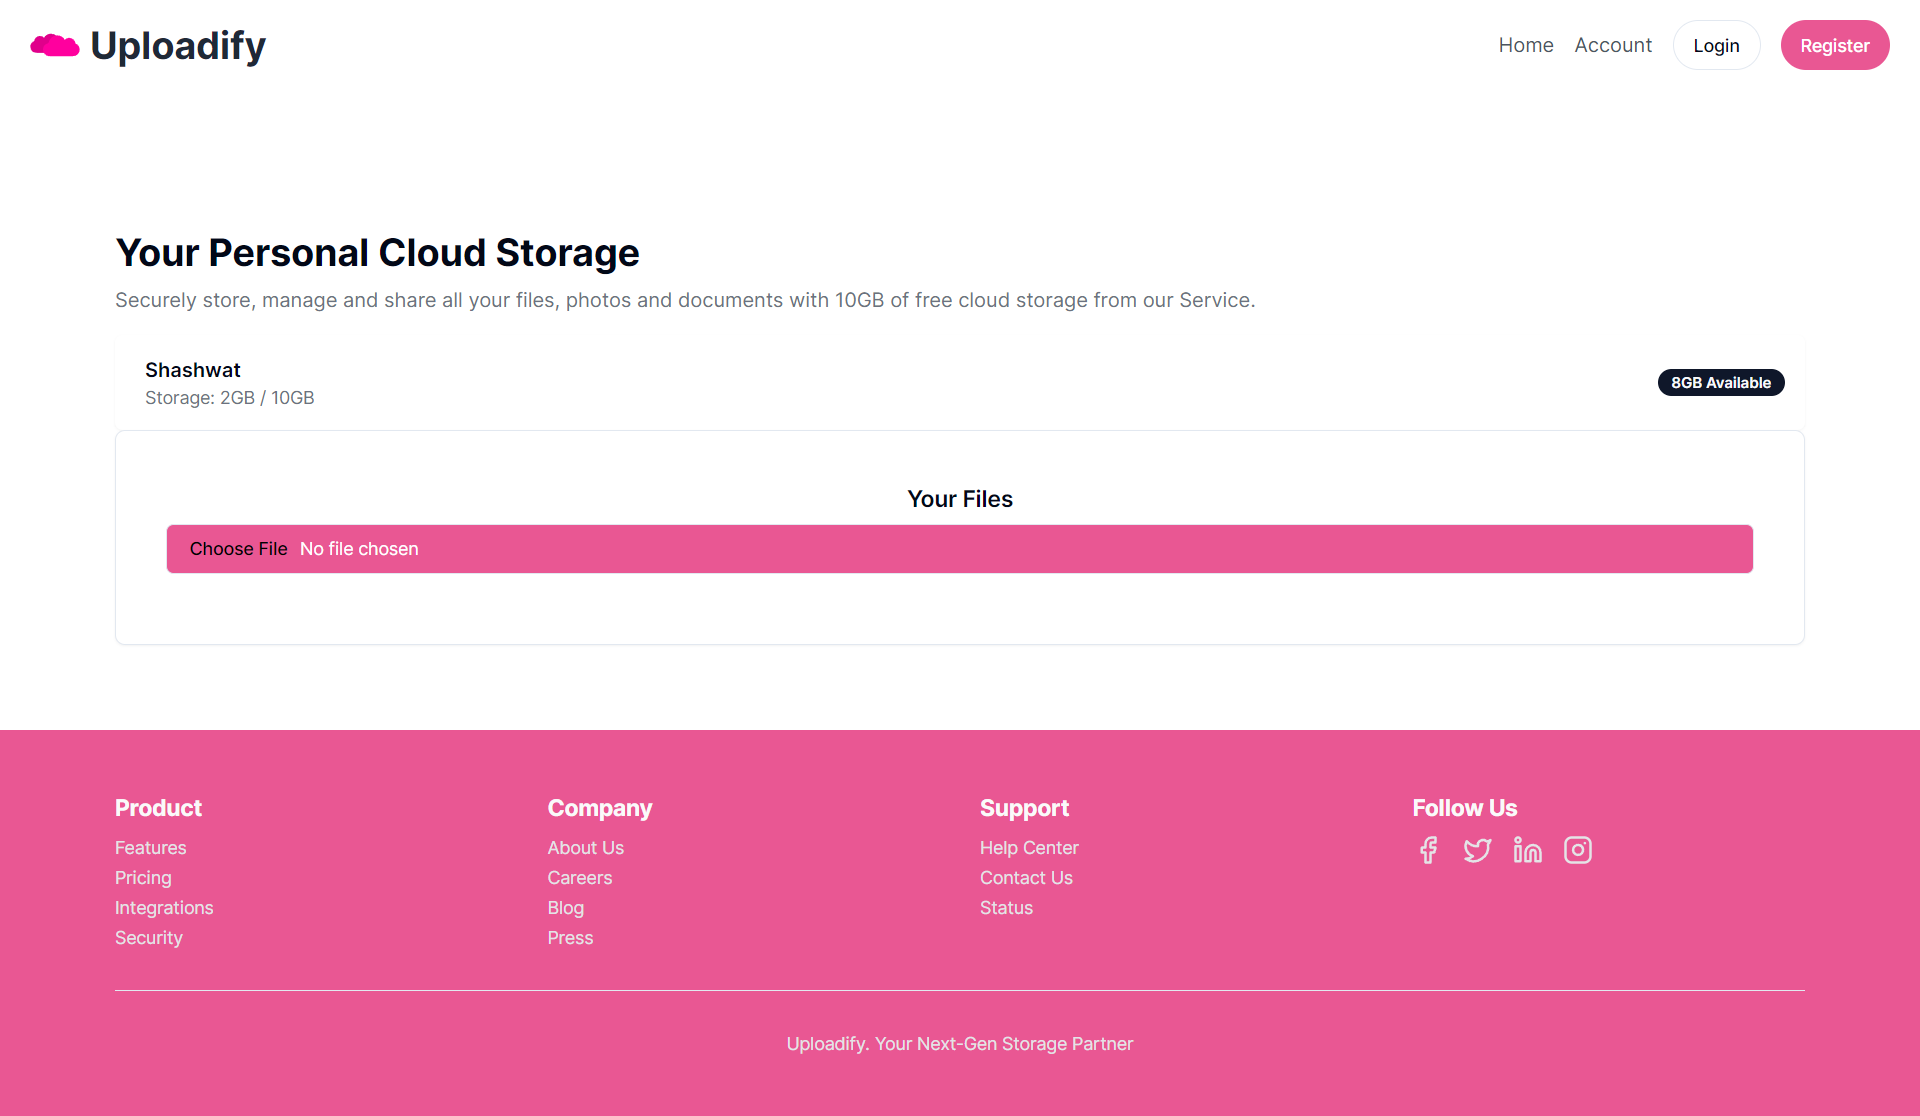 Uploadify
Home Account Login Register
Your Personal Cloud Storage
Securely store, manage and share all your files, photos and documents with 10GB of free cloud storage from our Service.
Shashwat
Storage: 2GB / 10GB
8GB Available
Your Files
Choose File No file chosen
Product
Features
Pricing
Integrations
Security
Company
About Us
Careers
Blog
Press
Support
Help Center
Contact Us
Status
Follow Us
Uploadify. Your Next-Gen Storage Partner